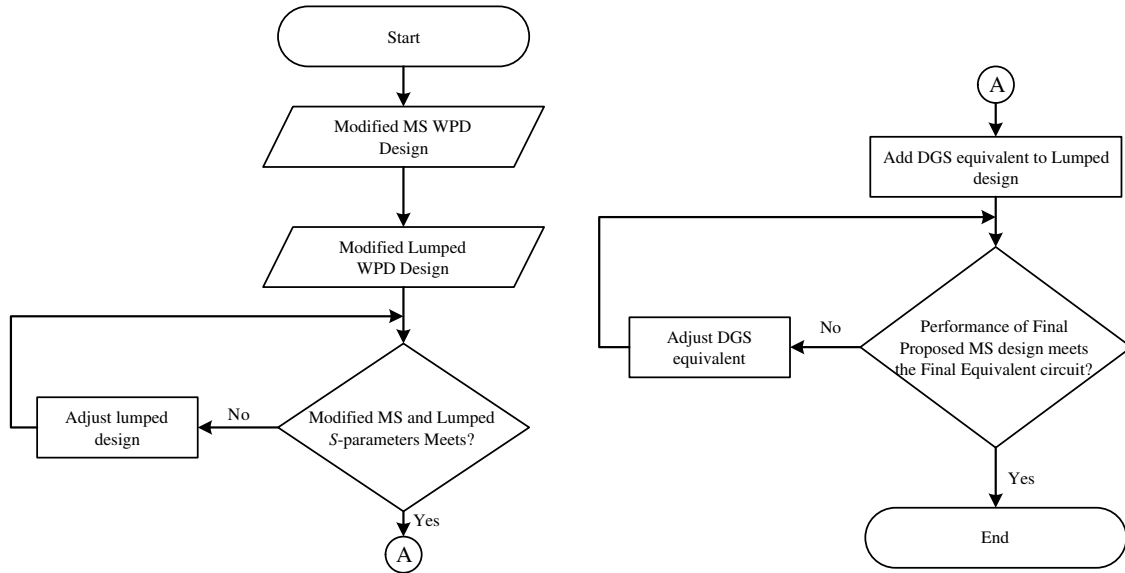 Start
Modified MS WPD
Design
Modified Lumped
WPD Design
Modified MS and Lumped
S-parameters Meets?
No
Adjust lumped
design
Yes
A
A
Add DGS equivalent to Lumped
design
Performance of Final
Proposed MS design meets
the Final Equivalent circuit?
No
Adjust DGS
equivalent
Yes
End